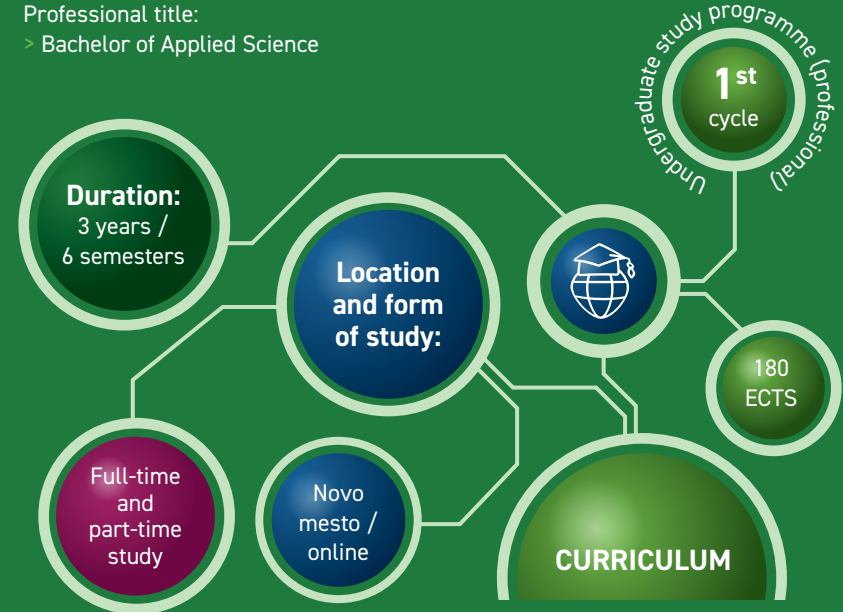 Professional title:
> Bachelor of Applied Science
Undergraduate study programme (professional)
1st
cycle
Duration:
3 years /
6 semesters
Location
and form
of study:
180
ECTS
Full-time
and
part-time
study
Novo
mesto /
online
CURRICULUM